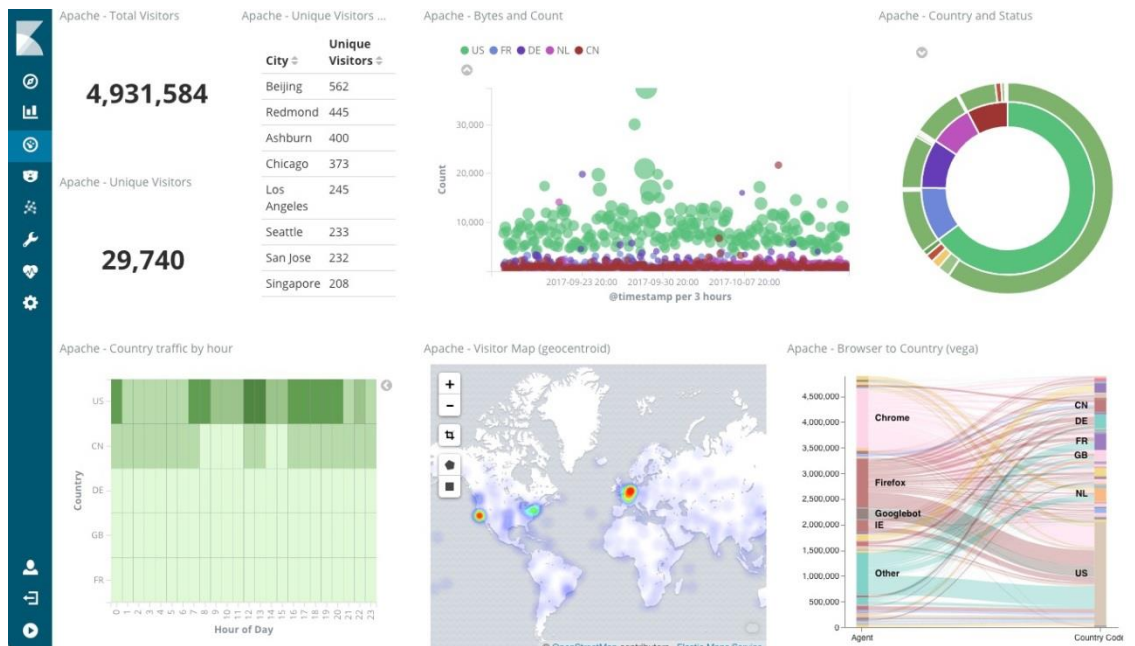 Apache - Total Visitors
4,931,584
Apache - Unique Visitors
29,740
Apache - Unique Visitors ...
City
Unique
Visitors
Beijing 562
Redmond 445
Ashburn 400
Chicago 373
Los
Angeles 245
Seattle 233
San Jose 232
Singapore 208
Apache - Bytes and Count
US FR DE NL CN
Count
30,000
20,000
10,000
2017-09-23 20:00 2017-09-30 20:00 2017-10-07 20:00
@timestamp per 3 hours
Apache - Country and Status
Apache - Country traffic by hour
Country
US
CN
DE
GB
FR
0 1 2 3 4 5 6 7 8 9 10 11 12 13 14 15 16 17 18 19 20 21 22 23
Hour of Day
Apache - Visitor Map (geocentroid)
+
−
© OpenStreetMap contributors , Elastic Maps Service
Apache - Browser to Country (vega)
4,500,000
4,000,000
3,500,000
3,000,000
2,500,000
2,000,000
1,500,000
1,000,000
500,000
0
Chrome
Firefox
Googlebot
IE
Other
CN
DE
FR
GB
NL
US
Agent
Country Code